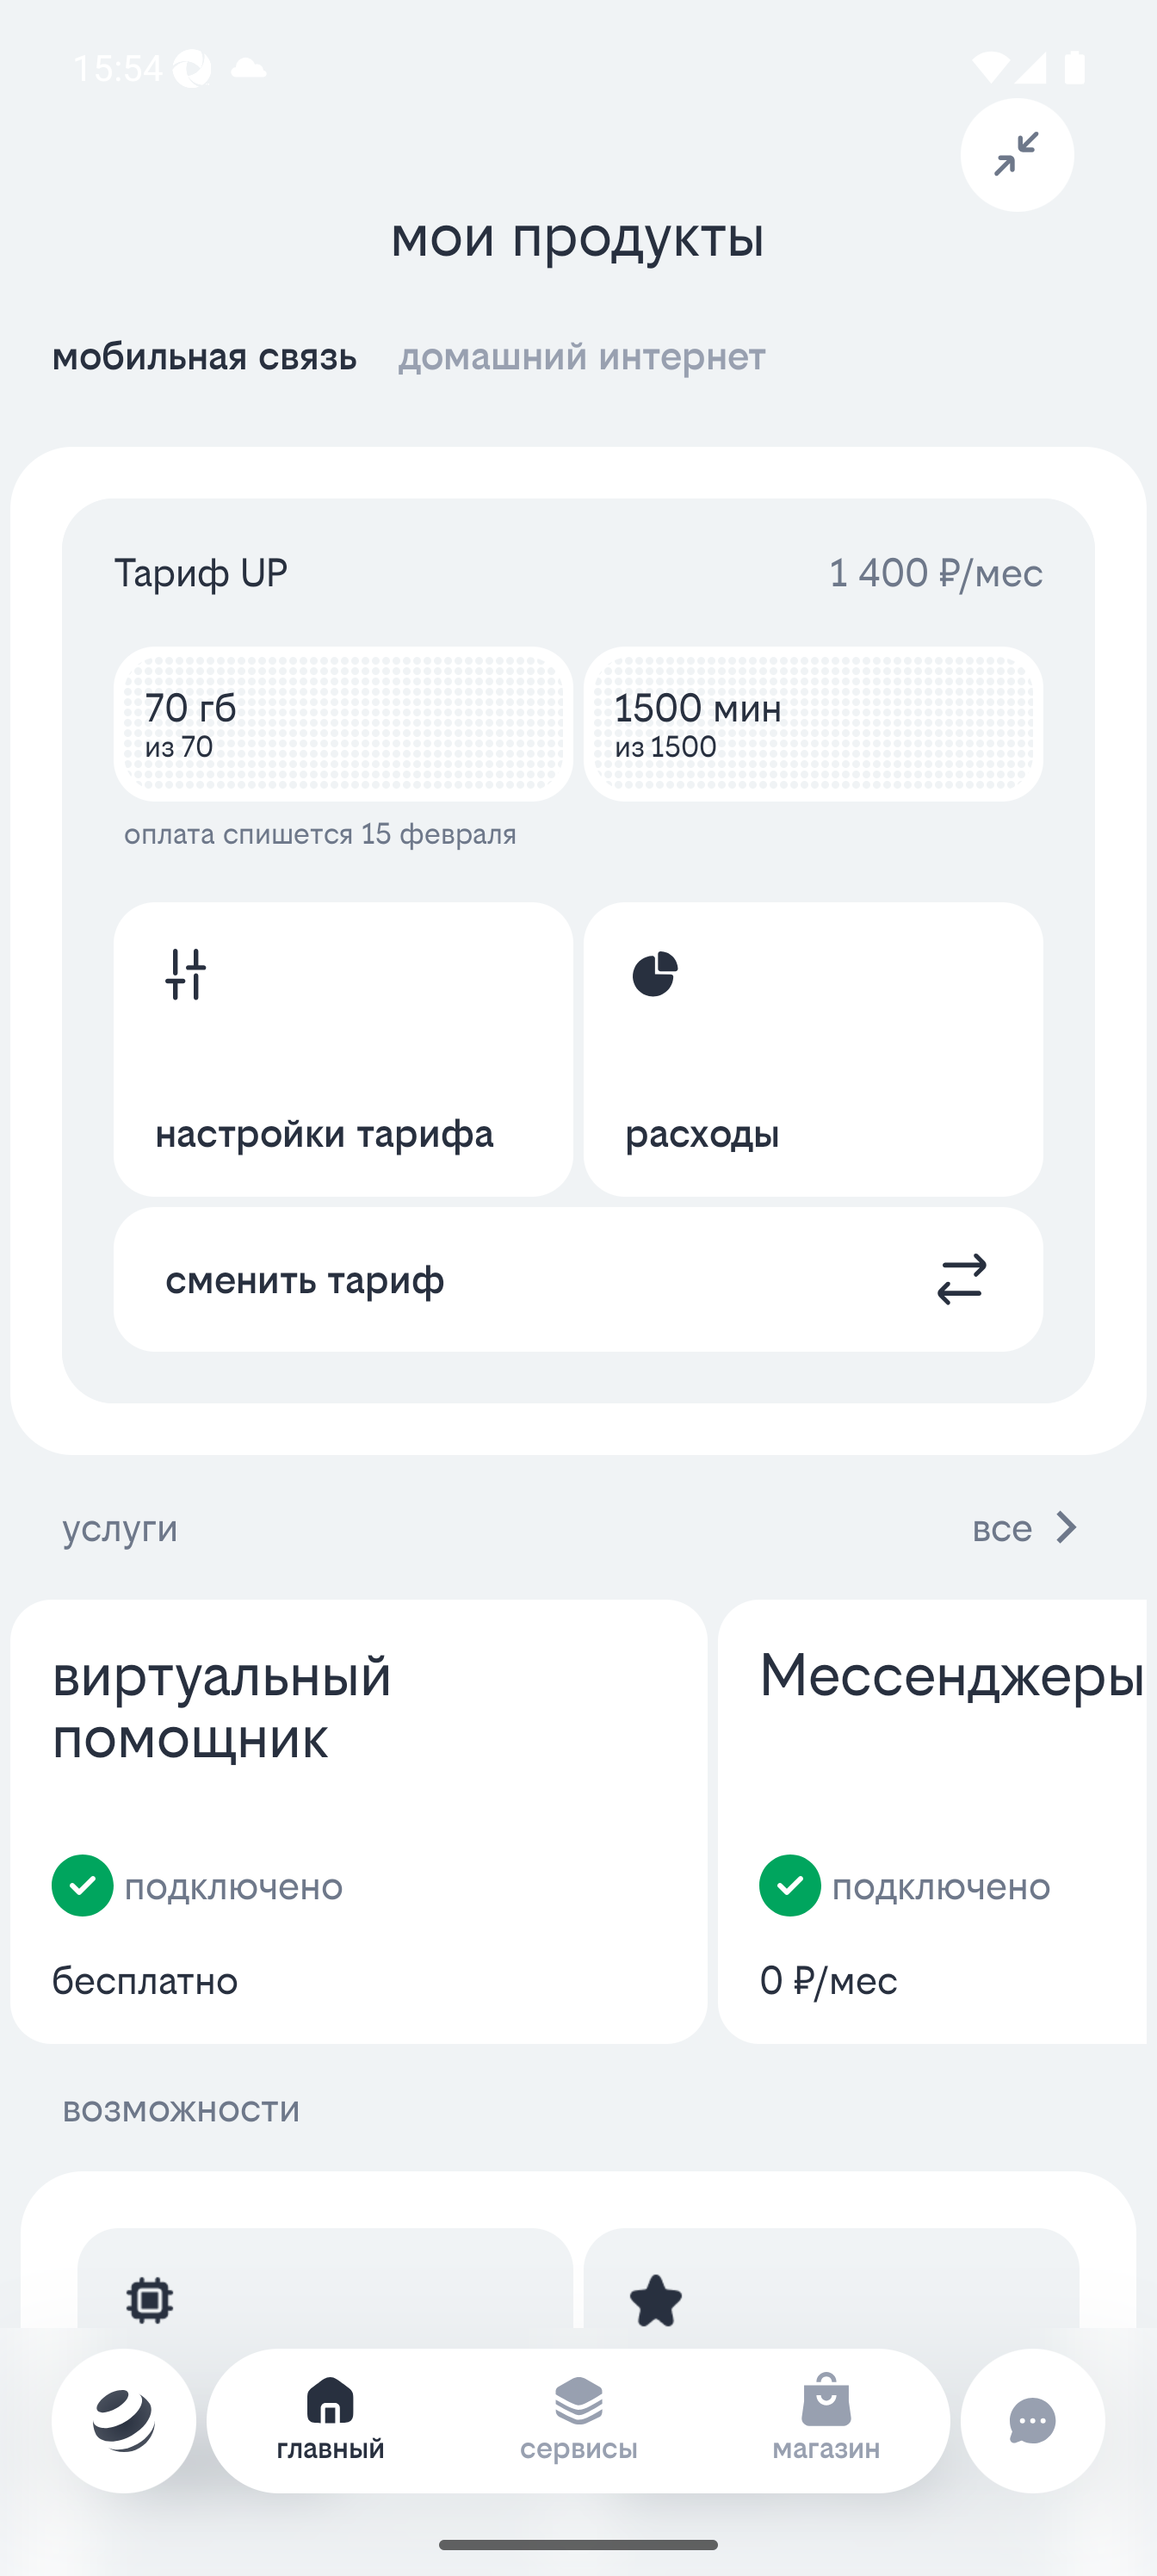 15:54
мои продукты
мобильная связь домашний интернет
Тариф UP 1 400 ₽/мес
70 гб 1500 мин
из 70 из 1500
оплата спишется 15 февраля
настройки тарифа расходы
сменить тариф
услуги все
виртуальный Мессенджеры
помощник
подключено подключено
бесплатно 0 ₽/мес
возможности
главный сервисы магазин